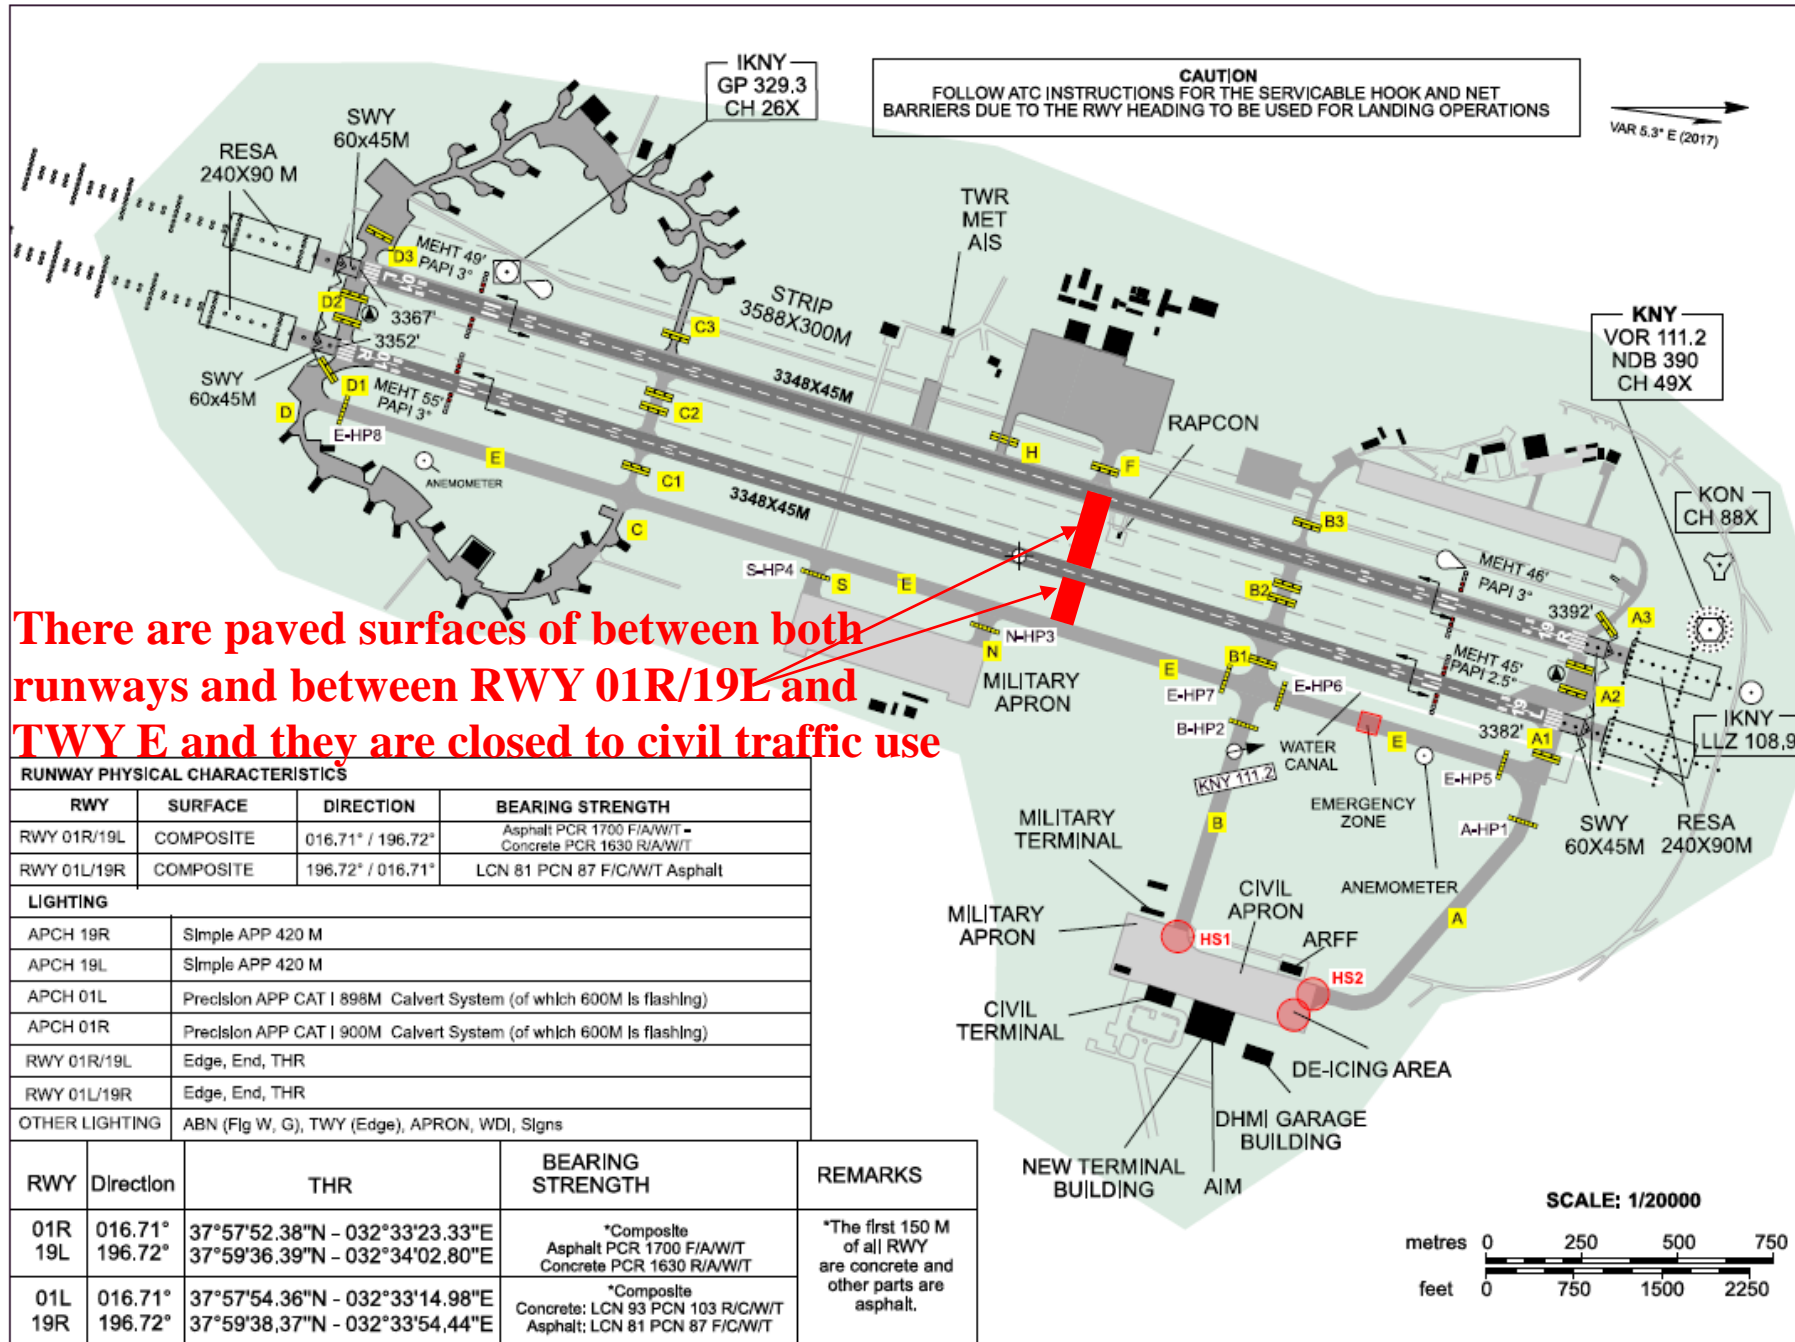 IKNY
GP 329.3
CH 26X
CAUTION
FOLLOW ATC INSTRUCTIONS FOR THE SERVICABLE HOOK AND NET
BARRIERS DUE TO THE RWY HEADING TO BE USED FOR LANDING OPERATIONS
VAR 5.3° E (2017)
SWY
60x45M
RESA
240X90 M
TWR
MET
AIS
D3
MEHT 49'
PAPI 3°
01
L
D2
3367'
3352'
STRIP
3588X300M
C3
KNY
VOR 111.2
NDB 390
CH 49X
SWY
60x45M
01
R
D1
MEHT 55'
PAPI 3°
D
3348X45M
C2
E-HP8
E
ANEMOMETER
C1
3348X45M
C
H
F
RAPCON
B3
KON
CH 88X
S-HP4
S
E
B2
MEHT 46'
PAPI 3°
3392'
A3
19
R
N-HP3
N
MILITARY
APRON
E
B1
E-HP7
E-HP6
MEHT 45'
PAPI 2.5°
A2
19
L
There are paved surfaces of between both
runways and between RWY 01R/19L and
TWY E and they are closed to civil traffic use
B-HP2
WATER
CANAL
E
3382'
A1
IKNY
LLZ 108,9
KNY 111.2
E-HP5
EMERGENCY
ZONE
MILITARY
TERMINAL
B
A-HP1
SWY
60X45M
RESA
240X90M
ANEMOMETER
MILITARY
APRON
CIVIL
APRON
A
HS1
ARFF
HS2
CIVIL
TERMINAL
DE-ICING AREA
DHMI GARAGE
BUILDING
NEW TERMINAL
BUILDING
AIM
RUNWAY PHYSICAL CHARACTERISTICS
RWY SURFACE DIRECTION BEARING STRENGTH
RWY 01R/19L COMPOSITE 016.71° / 196.72° Asphalt PCR 1700 F/A/W/T -
Concrete PCR 1630 R/A/W/T
RWY 01L/19R COMPOSITE 196.72° / 016.71° LCN 81 PCN 87 F/C/W/T Asphalt
LIGHTING
APCH 19R Simple APP 420 M
APCH 19L Simple APP 420 M
APCH 01L Precision APP CAT I 898M Calvert System (of which 600M is flashing)
APCH 01R Precision APP CAT I 900M Calvert System (of which 600M is flashing)
RWY 01R/19L Edge, End, THR
RWY 01L/19R Edge, End, THR
OTHER LIGHTING ABN (Flg W, G), TWY (Edge), APRON, WDI, Signs
RWY Direction THR BEARING STRENGTH REMARKS
01R 016.71° 37°57'52.38"N - 032°33'23.33"E
19L 196.72° 37°59'36.39"N - 032°34'02.80"E
*Composite
Asphalt PCR 1700 F/A/W/T
Concrete PCR 1630 R/A/W/T
01L 016.71° 37°57'54.36"N - 032°33'14.98"E
19R 196.72° 37°59'38,37"N - 032°33'54,44"E
*Composite
Concrete: LCN 93 PCN 103 R/C/W/T
Asphalt: LCN 81 PCN 87 F/C/W/T
*The first 150 M
of all RWY
are concrete and
other parts are
asphalt.
SCALE: 1/20000
metres 0 250 500 750
feet 0 750 1500 2250